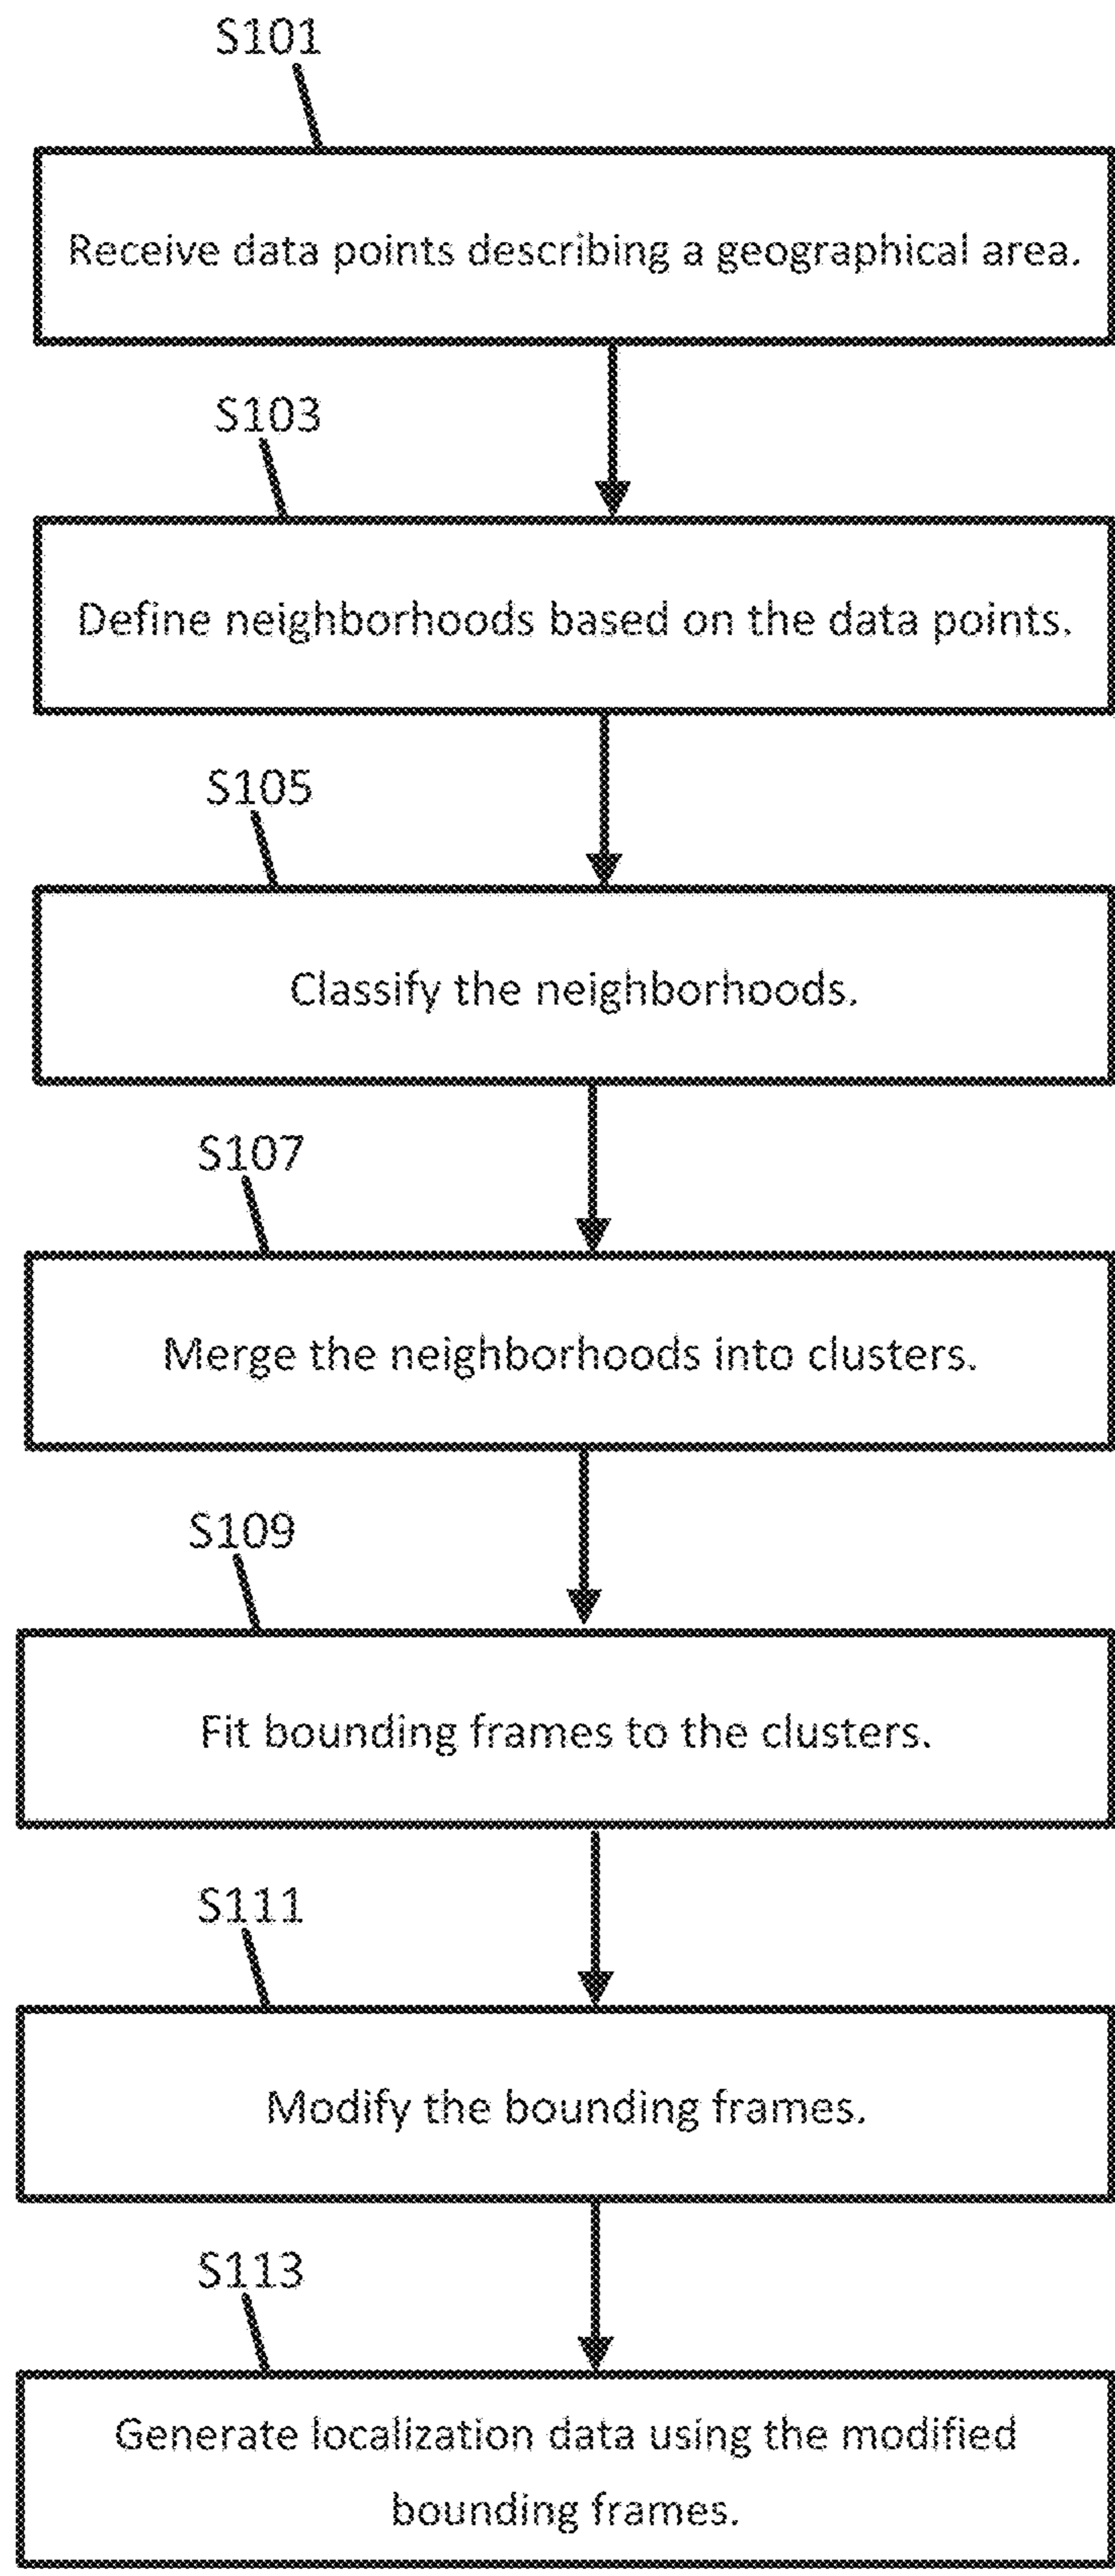 S101
Receive data points describing a geographical area.
S103
Define neighborhoods based on the data points.
S105
Classify the neighborhoods.
S107
Merge the neighborhoods into clusters.
S109
Fit bounding frames to the clusters.
S111
Modify the bounding frames.
S113
Generate localization data using the modified
bounding frames.